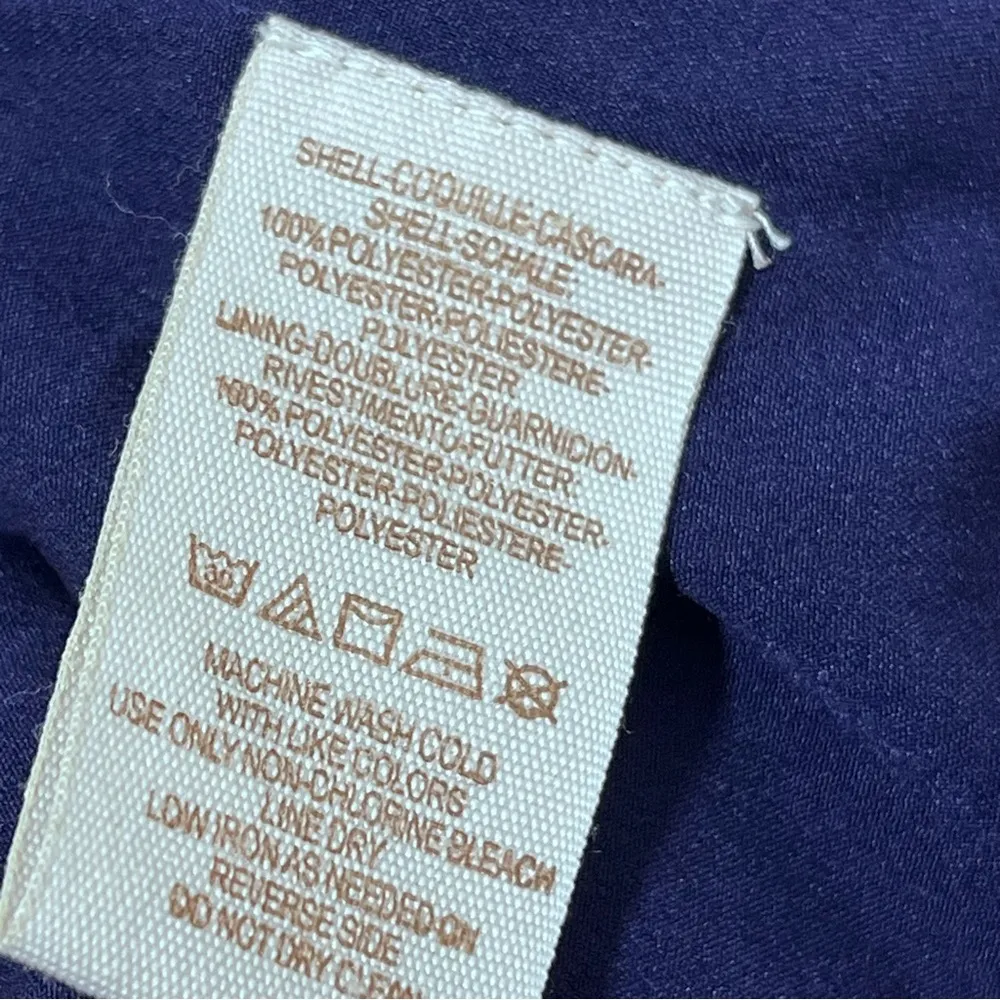 SHELL-COQUILLE-CASCARA-
SHELL-SCHALE:
100% POLYESTER-POLYESTER-
POLYESTER-POLIESTERE-
POLYESTER
LINING-DOUBLURE-GUARNICIÓN-
RIVESTIMENTO-FUTTER:
100% POLYESTER-POLYESTER-
POLYESTER-POLIESTERE-
POLYESTER
30
MACHINE WASH COLD
WITH LIKE COLORS
USE ONLY NON-CHLORINE BLEACH
LINE DRY
LOW IRON AS NEEDED ON
REVERSE SIDE
DO NOT DRY CLEAN